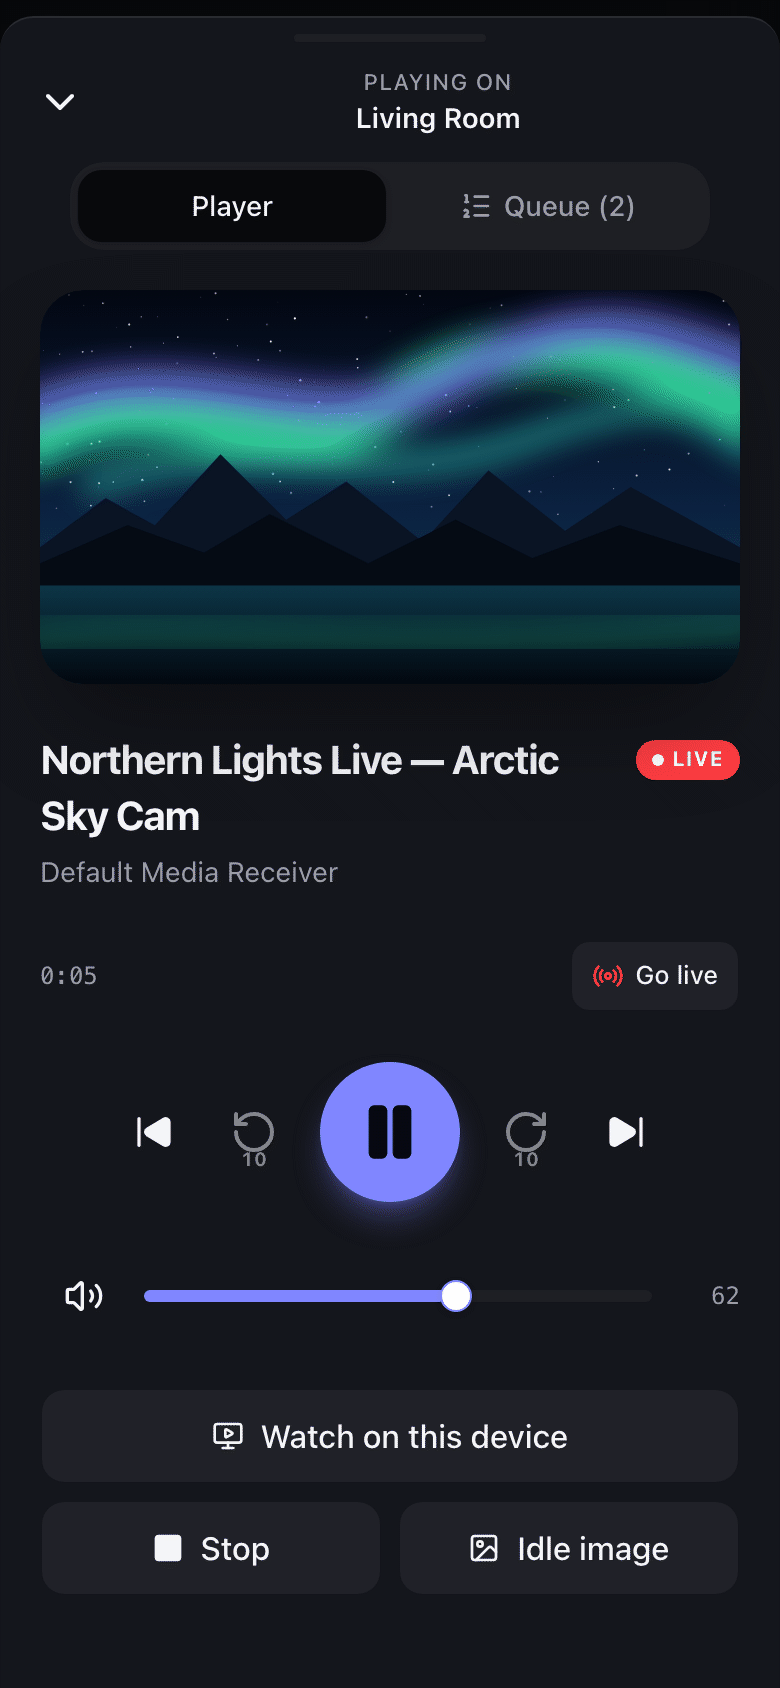 PLAYING ON
Living Room
Player
Queue (2)
Northern Lights Live — Arctic
Sky Cam
LIVE
Default Media Receiver
0:05
Go live
10
10
62
Watch on this device
Stop
Idle image